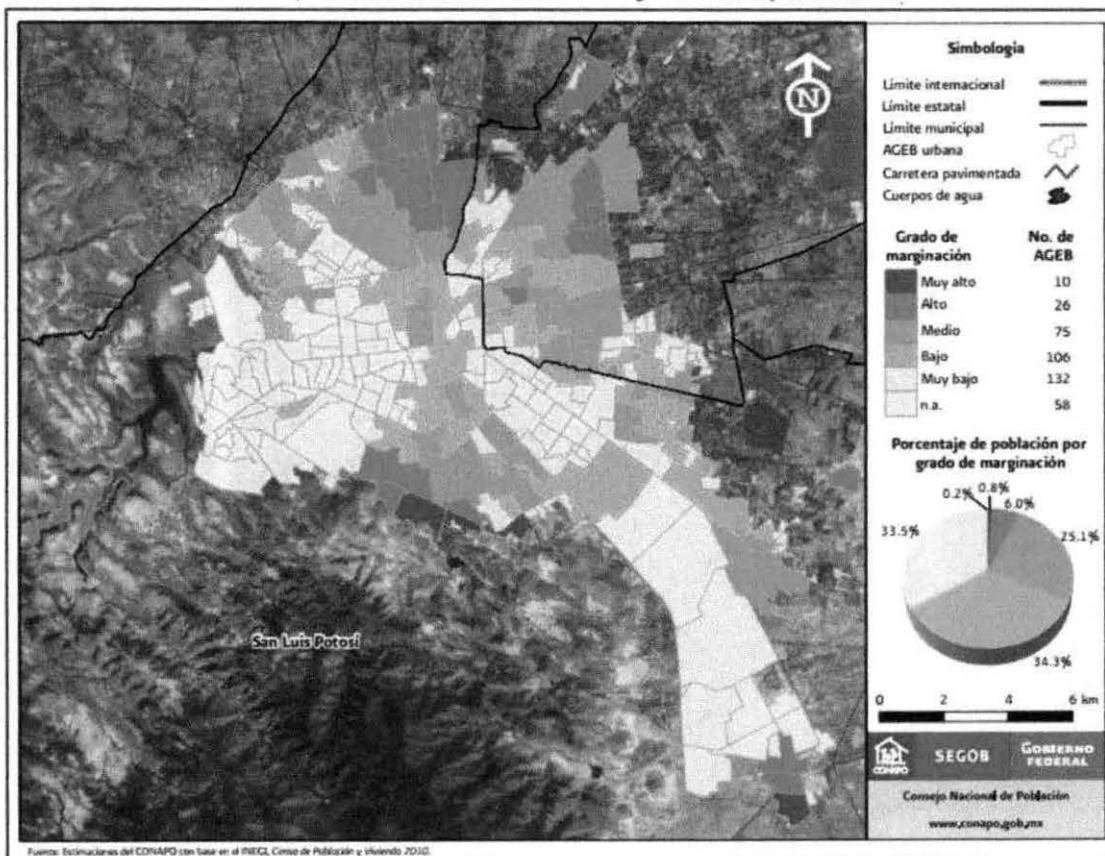 Simbología
Límite internacional
Límite estatal
Límite municipal
AGEB urbana
Carretera pavimentada
Cuerpos de agua
Grado de marginación No. de AGEB
Muy alto 10
Alto 26
Medio 75
Bajo 106
Muy bajo 132
n.a. 58
Porcentaje de población por
grado de marginación
0.2% 0.8% 6.0%
33.5% 25.1%
34.3%
0 2 4 6 km
CONAPO SEGOB GOBIERNO FEDERAL
Consejo Nacional de Población
www.conapo.gob.mx
N
San Luis Potosí
Fuente: Estimaciones del CONAPO con base en el INEGI, Censo de Población y Vivienda 2010.